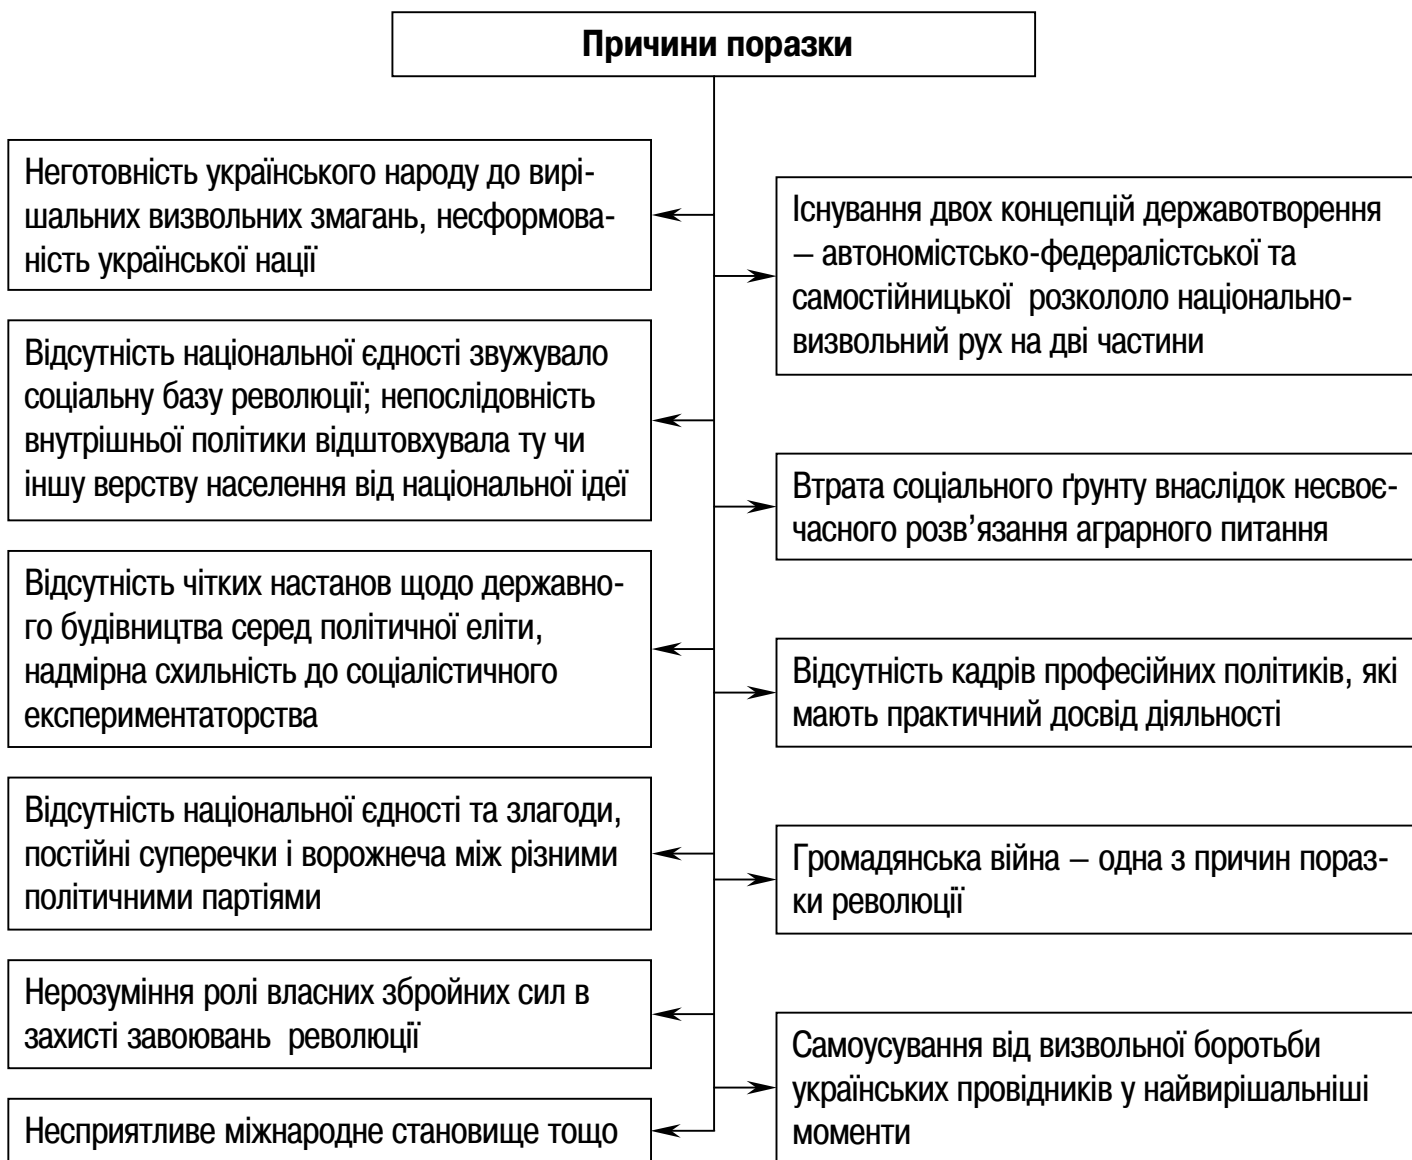 Причини поразки
Неготовність українського народу до вирі-
шальних визвольних змагань, несформова-
ність української нації
Відсутність національної єдності звужувало
соціальну базу революції; непослідовність
внутрішньої політики відштовхувала ту чи
іншу верству населення від національної ідеї
Відсутність чітких настанов щодо державно-
го будівництва серед політичної еліти,
надмірна схильність до соціалістичного
експериментаторства
Відсутність національної єдності та злагоди,
постійні суперечки і ворожнеча між різними
політичними партіями
Нерозуміння ролі власних збройних сил в
захисті завоювань революції
Несприятливе міжнародне становище тощо
Існування двох концепцій державотворення
– автономістсько-федералістської та
самостійницької розкололо національно-
визвольний рух на дві частини
Втрата соціального ґрунту внаслідок несвоє-
часного розв’язання аграрного питання
Відсутність кадрів професійних політиків, які
мають практичний досвід діяльності
Громадянська війна – одна з причин пораз-
ки революції
Самоусування від визвольної боротьби
українських провідників у найвирішальніші
моменти